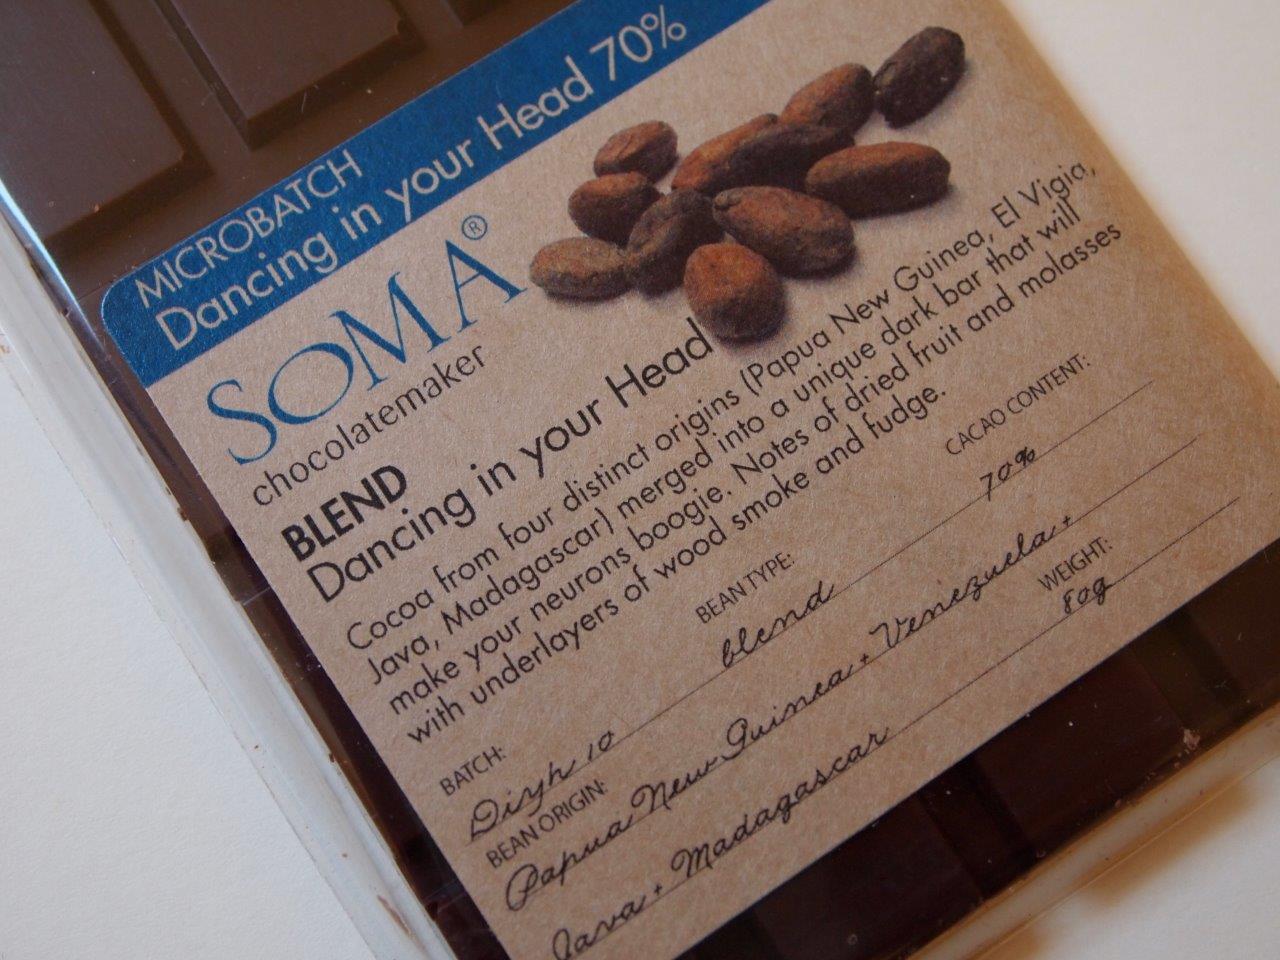 MICROBATCH
Dancing in your Head 70%
SOMA®
chocolatemaker
BLEND
Dancing in your Head
Cocoa from four distinct origins (Papua New Guinea, El Vigia,
Java, Madagascar) merged into a unique dark bar that will
make your neurons boogie. Notes of dried fruit and molasses
with underlayers of wood smoke and fudge.
BATCH: BEAN TYPE: CACAO CONTENT:
Diyh 10 blend 70%
BEAN ORIGIN: WEIGHT:
Papua New Guinea + Venezuela + 80g
Java + Madagascar